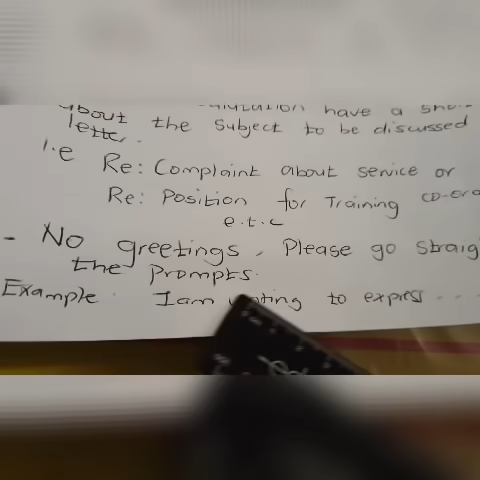 about the subject to be discussed
have a
letter.
i.e Re: Complaint about service or
Re: Position for Training
e.t.c
- No greetings, Please go
the Prompts.
Example. I am to express ...